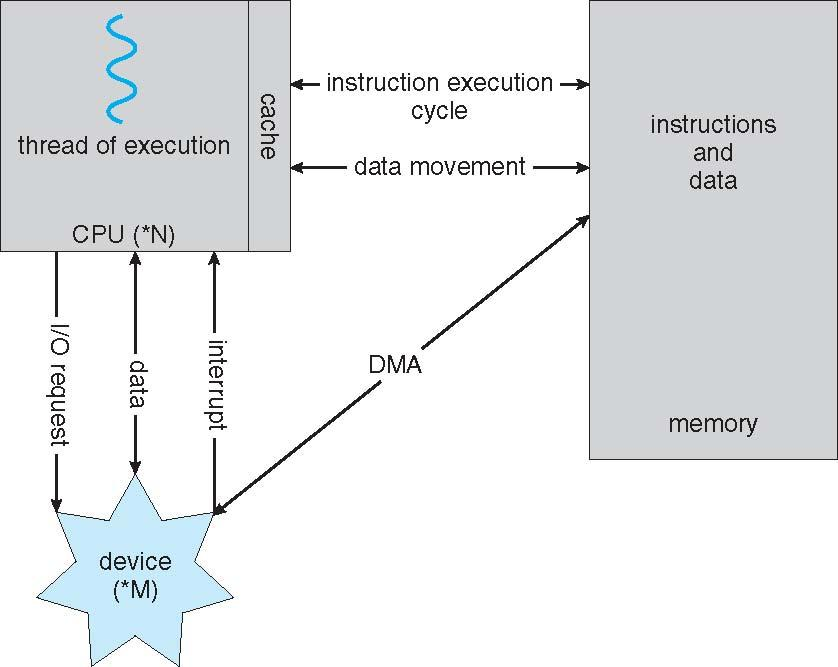 thread of execution
cache
CPU (*N)
instruction execution
cycle
data movement
instructions
and
data
I/O request
data
interrupt
DMA
memory
device
(*M)